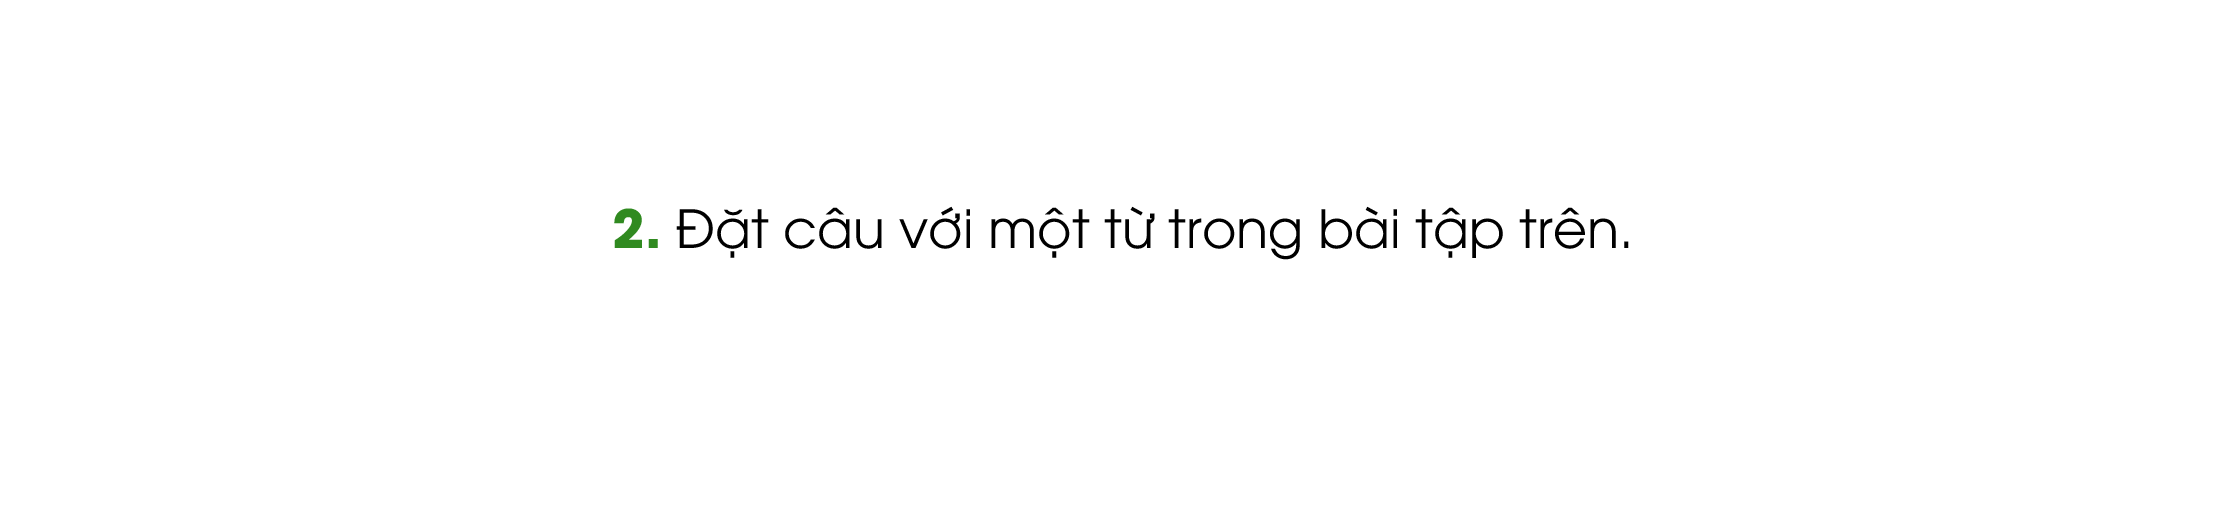 2. Đặt câu với một từ trong bài tập trên.